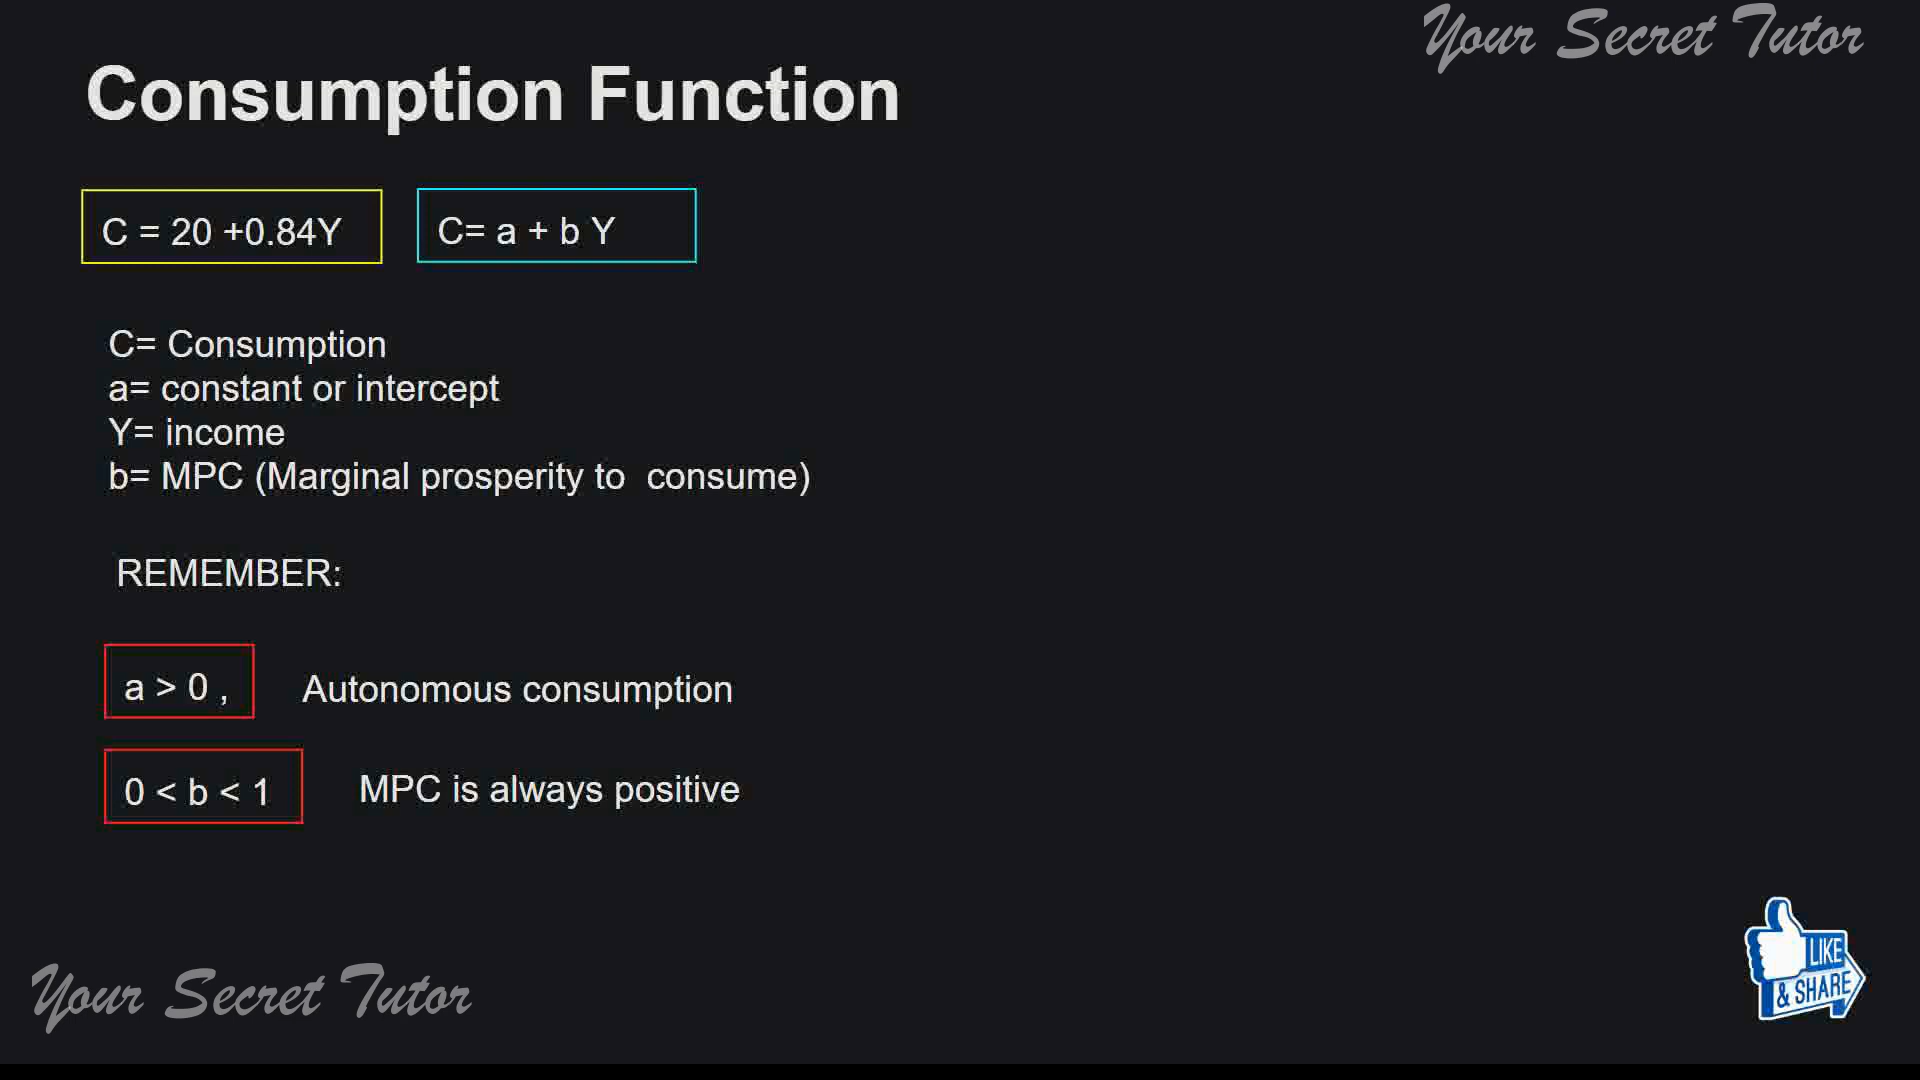 Your Secret Tutor
Consumption Function
C = 20 +0.84Y
C= a + b Y
C= Consumption
a= constant or intercept
Y= income
b= MPC (Marginal prosperity to  consume)
REMEMBER:
a > 0 ,
Autonomous consumption
0 < b < 1
MPC is always positive
LIKE
& SHARE
Your Secret Tutor